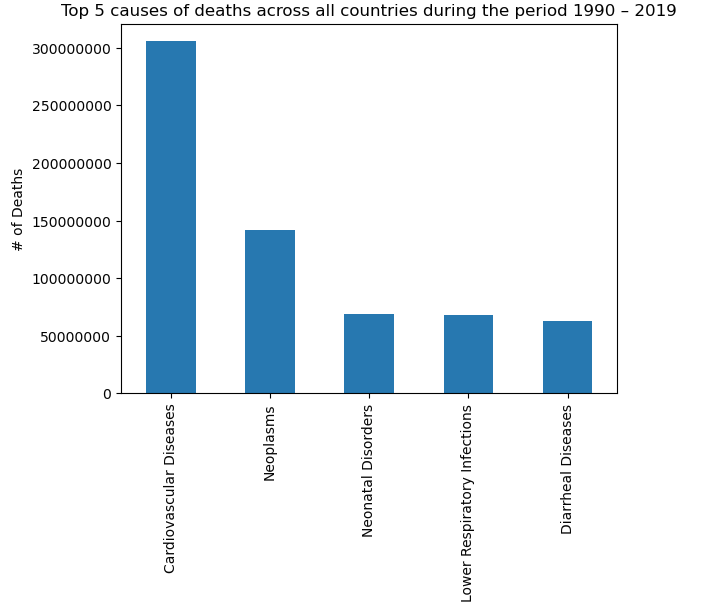 Top 5 causes of deaths across all countries during the period 1990 – 2019
300000000
250000000
200000000
150000000
100000000
50000000
0
# of Deaths
Cardiovascular Diseases
Neoplasms
Neonatal Disorders
Lower Respiratory Infections
Diarrheal Diseases